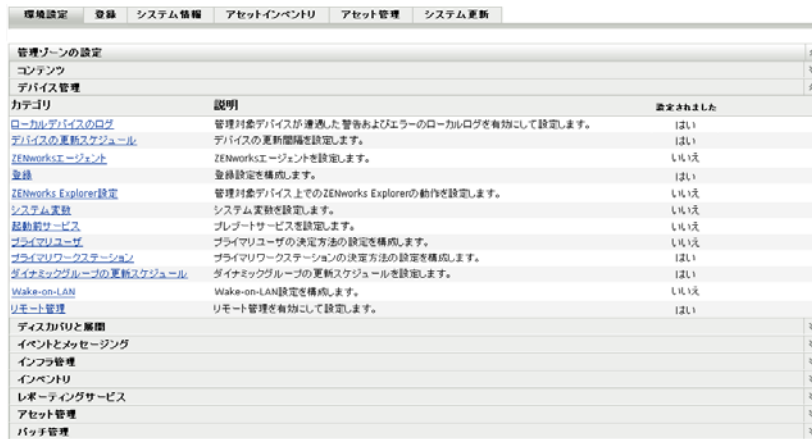 環境設定 登録 システム情報 アセットインベントリ アセット管理 システム更新
管理ゾーンの設定
コンテンツ
デバイス管理
カテゴリ 説明 設定されました
ローカルデバイスのログ 管理対象デバイスが遭遇した警告およびエラーのローカルログを有効にして設定します。 はい
デバイスの更新スケジュール デバイスの更新間隔を設定します。 はい
ZENworksエージェント ZENworksエージェントを設定します。 いいえ
登録 登録設定を構成します。 はい
ZENworks Explorer設定 管理対象デバイス上でのZENworks Explorerの動作を設定します。 いいえ
システム変数 システム変数を設定します。 いいえ
起動前サービス プレブートサービスを設定します。 いいえ
プライマリユーザ プライマリユーザの決定方法の設定を構成します。 いいえ
プライマリワークステーション プライマリワークステーションの決定方法の設定を構成します。 はい
ダイナミックグループの更新スケジュール ダイナミックグループの更新スケジュールを設定します。 はい
Wake-on-LAN Wake-on-LAN設定を構成します。 いいえ
リモート管理 リモート管理を有効にして設定します。 はい
ディスカバリと展開
イベントとメッセージング
インフラ管理
インベントリ
レポーティングサービス
アセット管理
パッチ管理